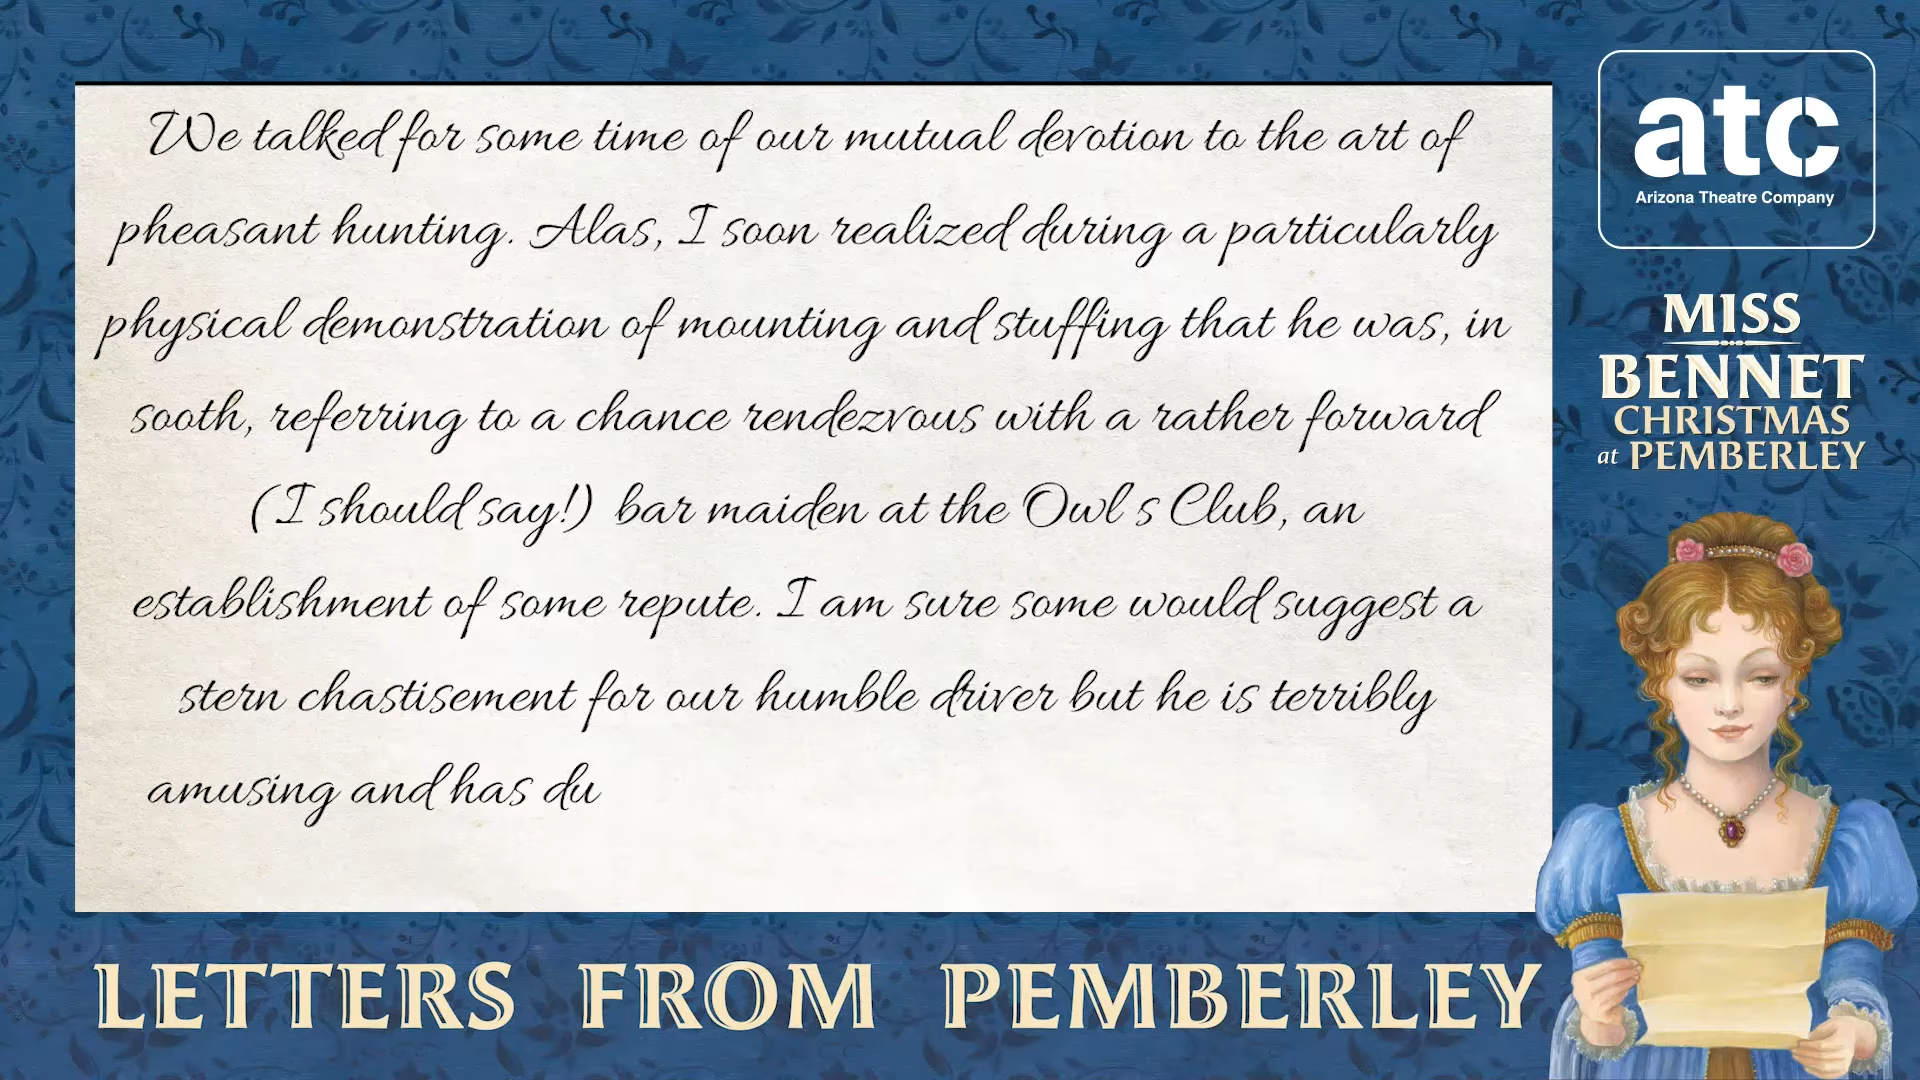 We talked for some time of our mutual devotion to the art of
pheasant hunting. Alas, I soon realized during a particularly
physical demonstration of mounting and stuffing that he was, in
sooth, referring to a chance rendezvous with a rather forward
(I should say!) bar maiden at the Owl s Club, an
establishment of some repute. I am sure some would suggest a
stern chastisement for our humble driver but he is terribly
amusing and has du
atc
Arizona Theatre Company
MISS
BENNET
CHRISTMAS
at PEMBERLEY
LETTERS FROM PEMBERLEY